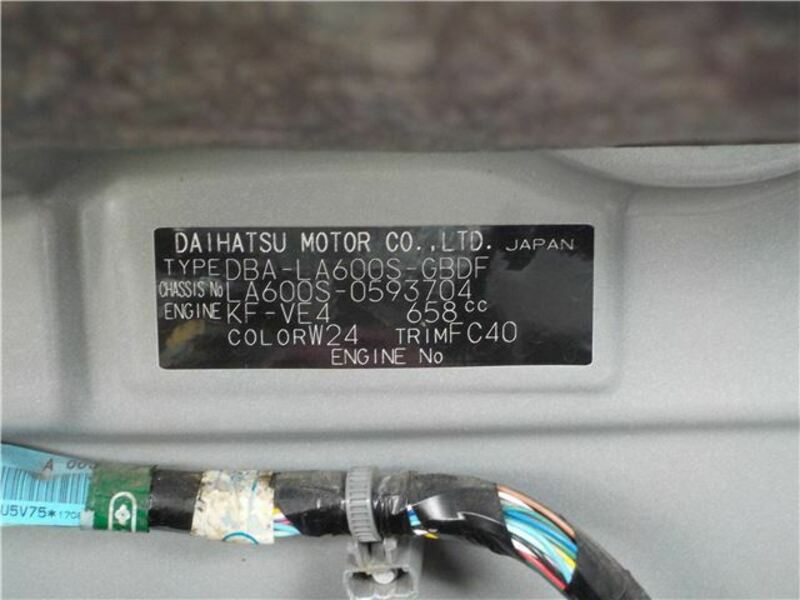 DAIHATSU MOTOR CO.,LTD. JAPAN
TYPE DBA-LA600S-GBDF
CHASSIS No LA600S-0593704
ENGINE KF-VE4 658cc
COLOR W24 TRIM FC40
ENGINE No
A
U5V75*